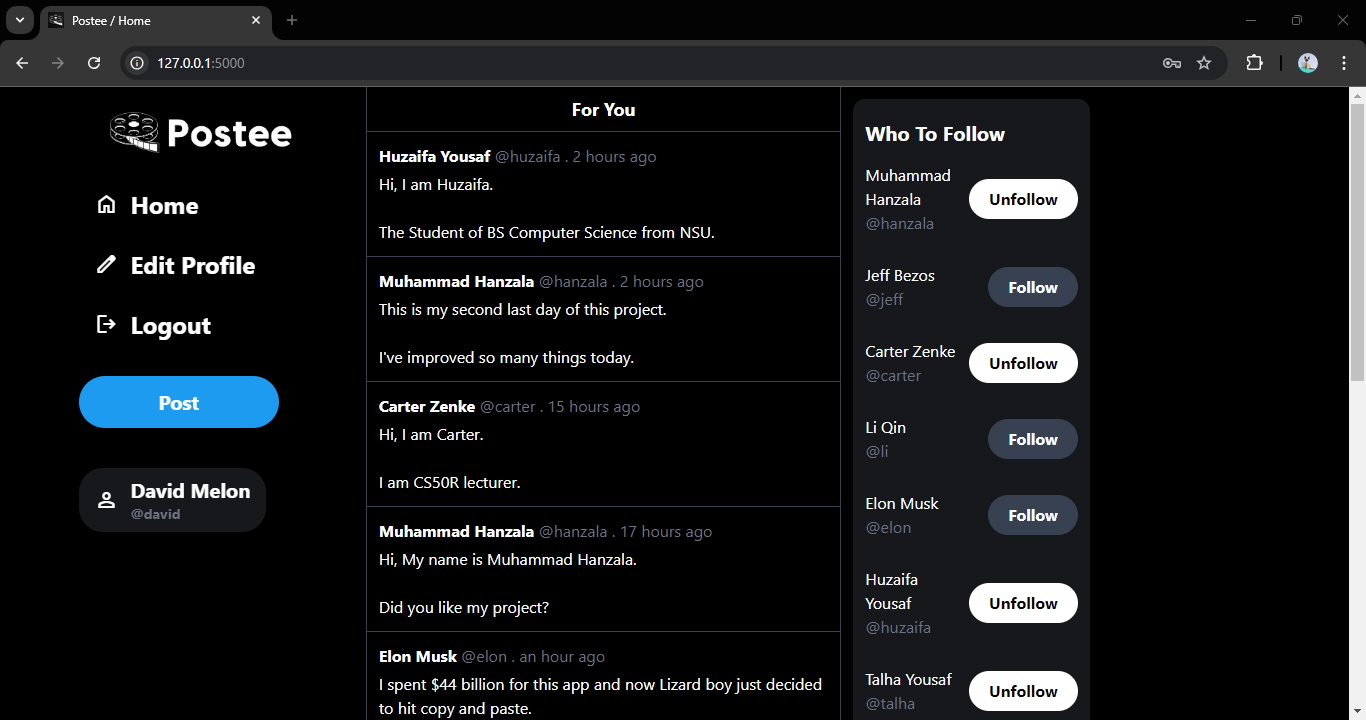 Postee / Home
127.0.0.1:5000
Postee
Home
Edit Profile
Logout
Post
David Melon
@david
For You
Huzaifa Yousaf @huzaifa . 2 hours ago
Hi, I am Huzaifa.
The Student of BS Computer Science from NSU.
Muhammad Hanzala @hanzala . 2 hours ago
This is my second last day of this project.
I've improved so many things today.
Carter Zenke @carter . 15 hours ago
Hi, I am Carter.
I am CS50R lecturer.
Muhammad Hanzala @hanzala . 17 hours ago
Hi, My name is Muhammad Hanzala.
Did you like my project?
Elon Musk @elon . an hour ago
I spent $44 billion for this app and now Lizard boy just decided
to hit copy and paste.
Who To Follow
Muhammad
Hanzala
@hanzala
Unfollow
Jeff Bezos
@jeff
Follow
Carter Zenke
@carter
Unfollow
Li Qin
@li
Follow
Elon Musk
@elon
Follow
Huzaifa
Yousaf
@huzaifa
Unfollow
Talha Yousaf
@talha
Unfollow